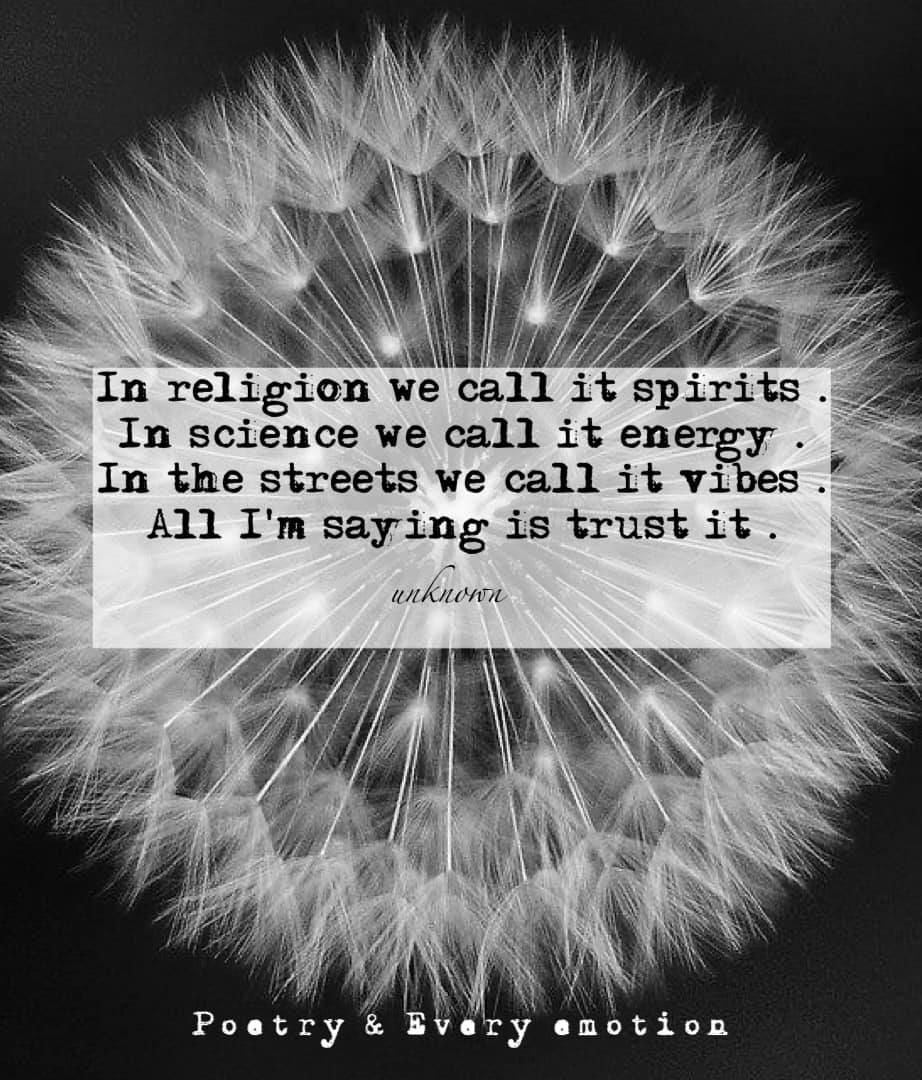 In religion we call it spirits .
In science we call it energy .
In the streets we call it vibes .
All I'm saying is trust it .
unknown
Poetry & Every emotion